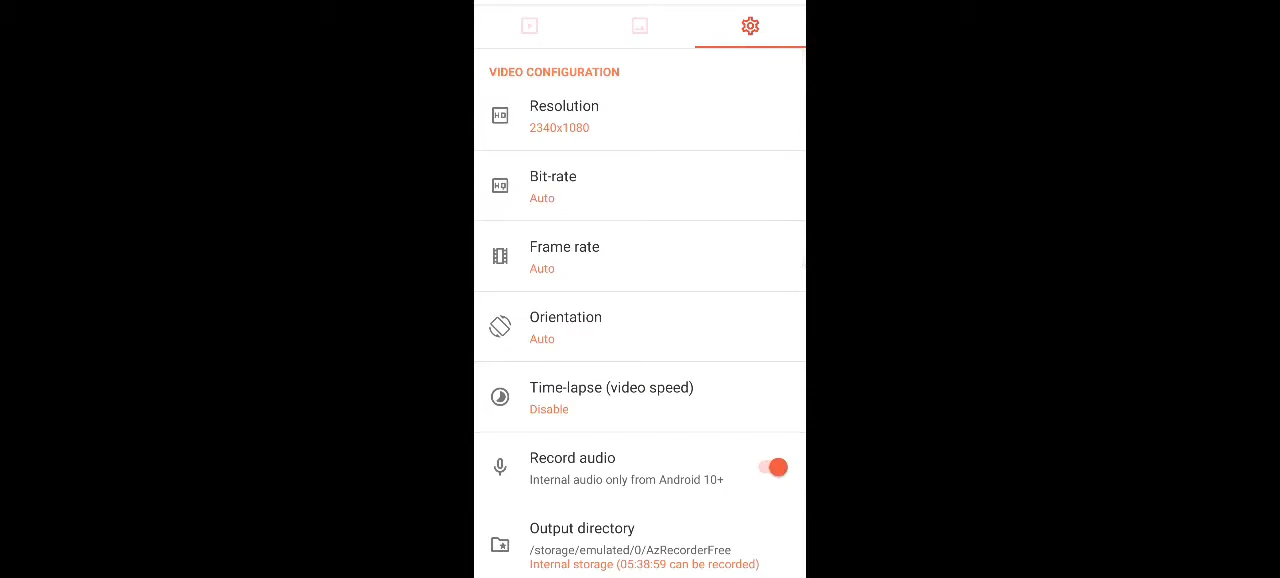 VIDEO CONFIGURATION
HD
Resolution
2340x1080
HQ
Bit-rate
Auto
Frame rate
Auto
Orientation
Auto
Time-lapse (video speed)
Disable
Record audio
Internal audio only from Android 10+
Output directory
/storage/emulated/0/AzRecorderFree
Internal storage (05:38:59 can be recorded)